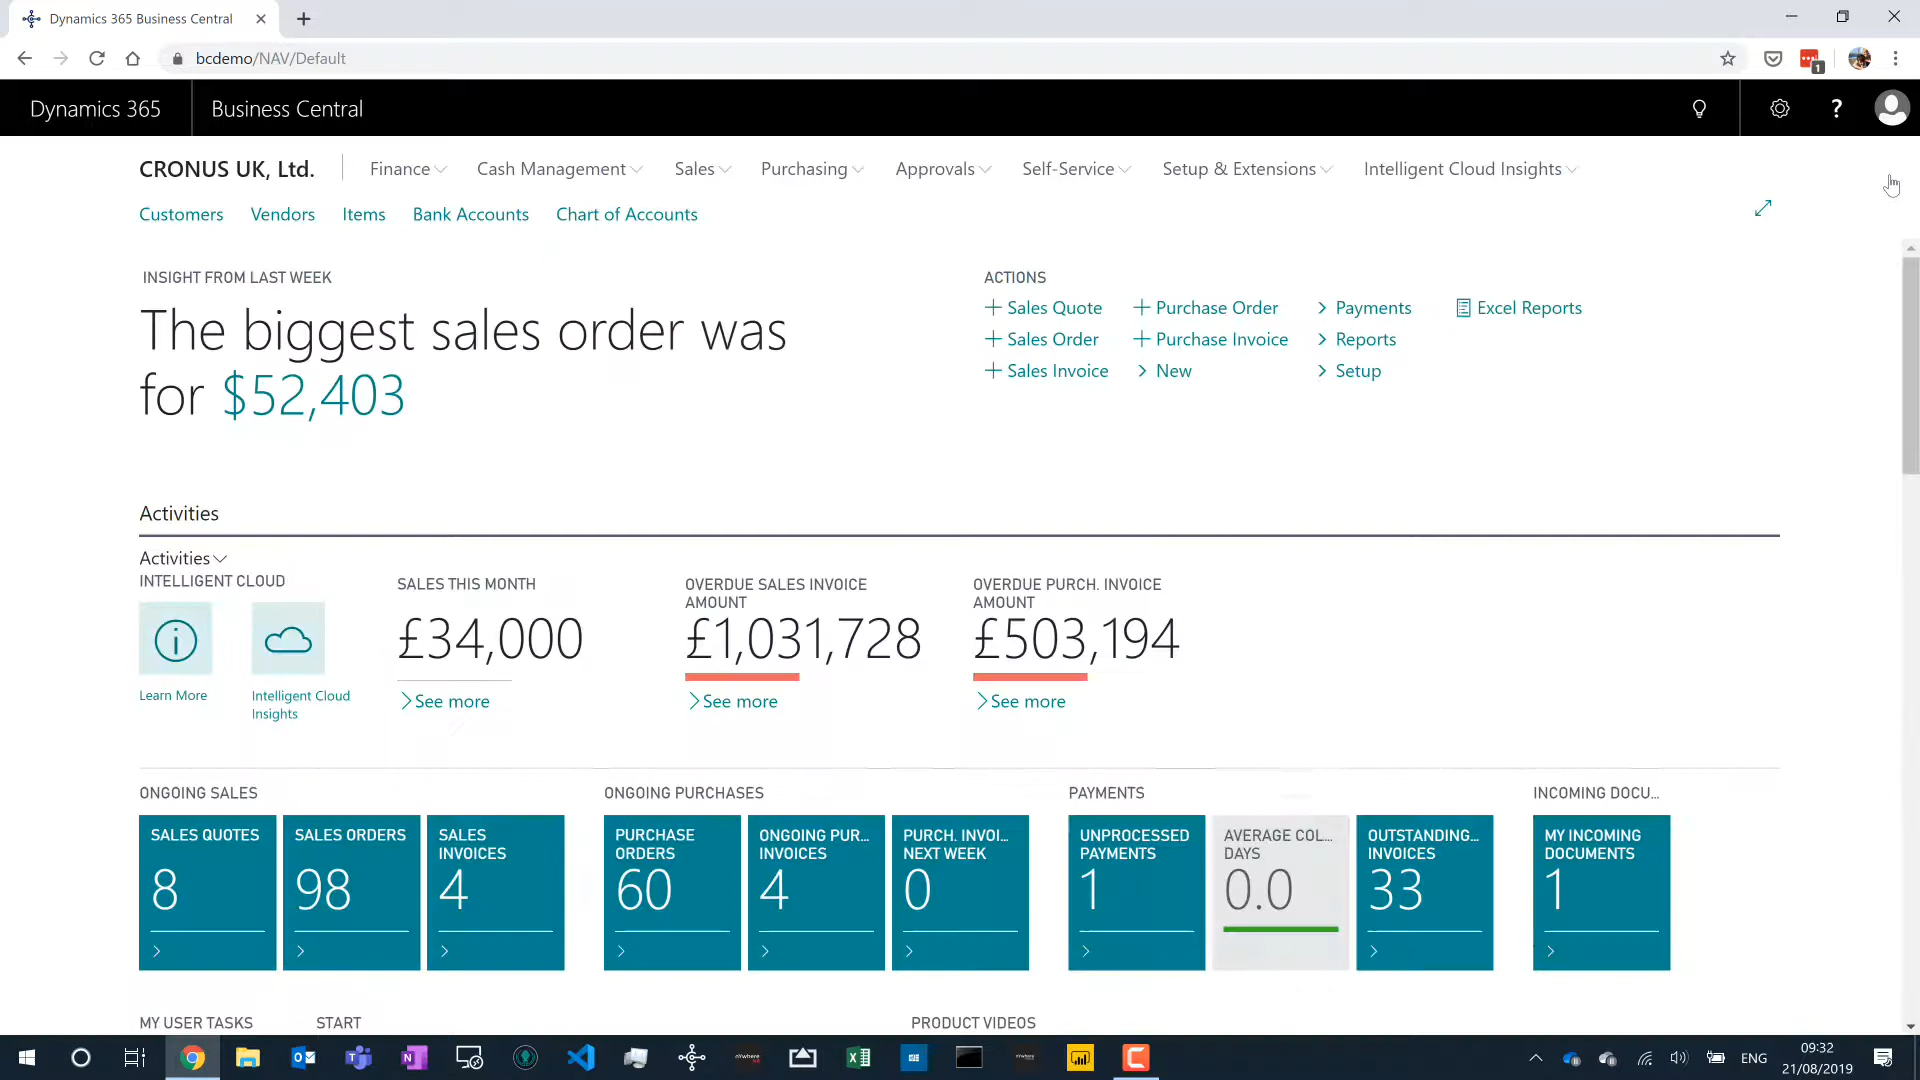 Dynamics 365 Business Central
bcdemo/NAV/Default
1
Dynamics 365
Business Central
?
CRONUS UK, Ltd.
Finance
Cash Management
Sales
Purchasing
Approvals
Self-Service
Setup & Extensions
Intelligent Cloud Insights
Customers
Vendors
Items
Bank Accounts
Chart of Accounts
INSIGHT FROM LAST WEEK
The biggest sales order was
for $52,403
ACTIONS
+ Sales Quote
+ Purchase Order
> Payments
Excel Reports
+ Sales Order
+ Purchase Invoice
> Reports
+ Sales Invoice
> New
> Setup
Activities
Activities
INTELLIGENT CLOUD
Learn More
Intelligent Cloud
Insights
SALES THIS MONTH
£34,000
>See more
OVERDUE SALES INVOICE
AMOUNT
£1,031,728
>See more
OVERDUE PURCH. INVOICE
AMOUNT
£503,194
>See more
ONGOING SALES
SALES QUOTES
8
SALES ORDERS
98
SALES
INVOICES
4
ONGOING PURCHASES
PURCHASE
ORDERS
60
ONGOING PUR...
INVOICES
4
PURCH. INVOI...
NEXT WEEK
0
PAYMENTS
UNPROCESSED
PAYMENTS
1
AVERAGE COL...
DAYS
0.0
OUTSTANDING...
INVOICES
33
INCOMING DOCU...
MY INCOMING
DOCUMENTS
1
MY USER TASKS
START
PRODUCT VIDEOS
ENG
09:32
21/08/2019